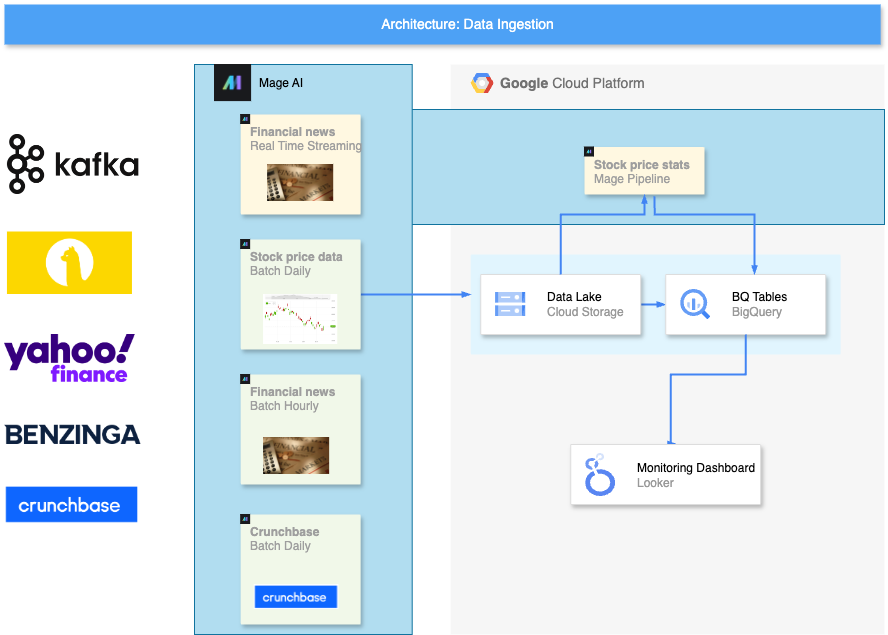 Architecture: Data Ingestion
Mage AI
Google Cloud Platform
Financial news
Real Time Streaming
kafka
Stock price stats
Mage Pipeline
Stock price data
Batch Daily
Data Lake
Cloud Storage
BQ Tables
BigQuery
yahoo!
finance
Financial news
Batch Hourly
BENZINGA
Monitoring Dashboard
Looker
crunchbase
Crunchbase
Batch Daily
crunchbase